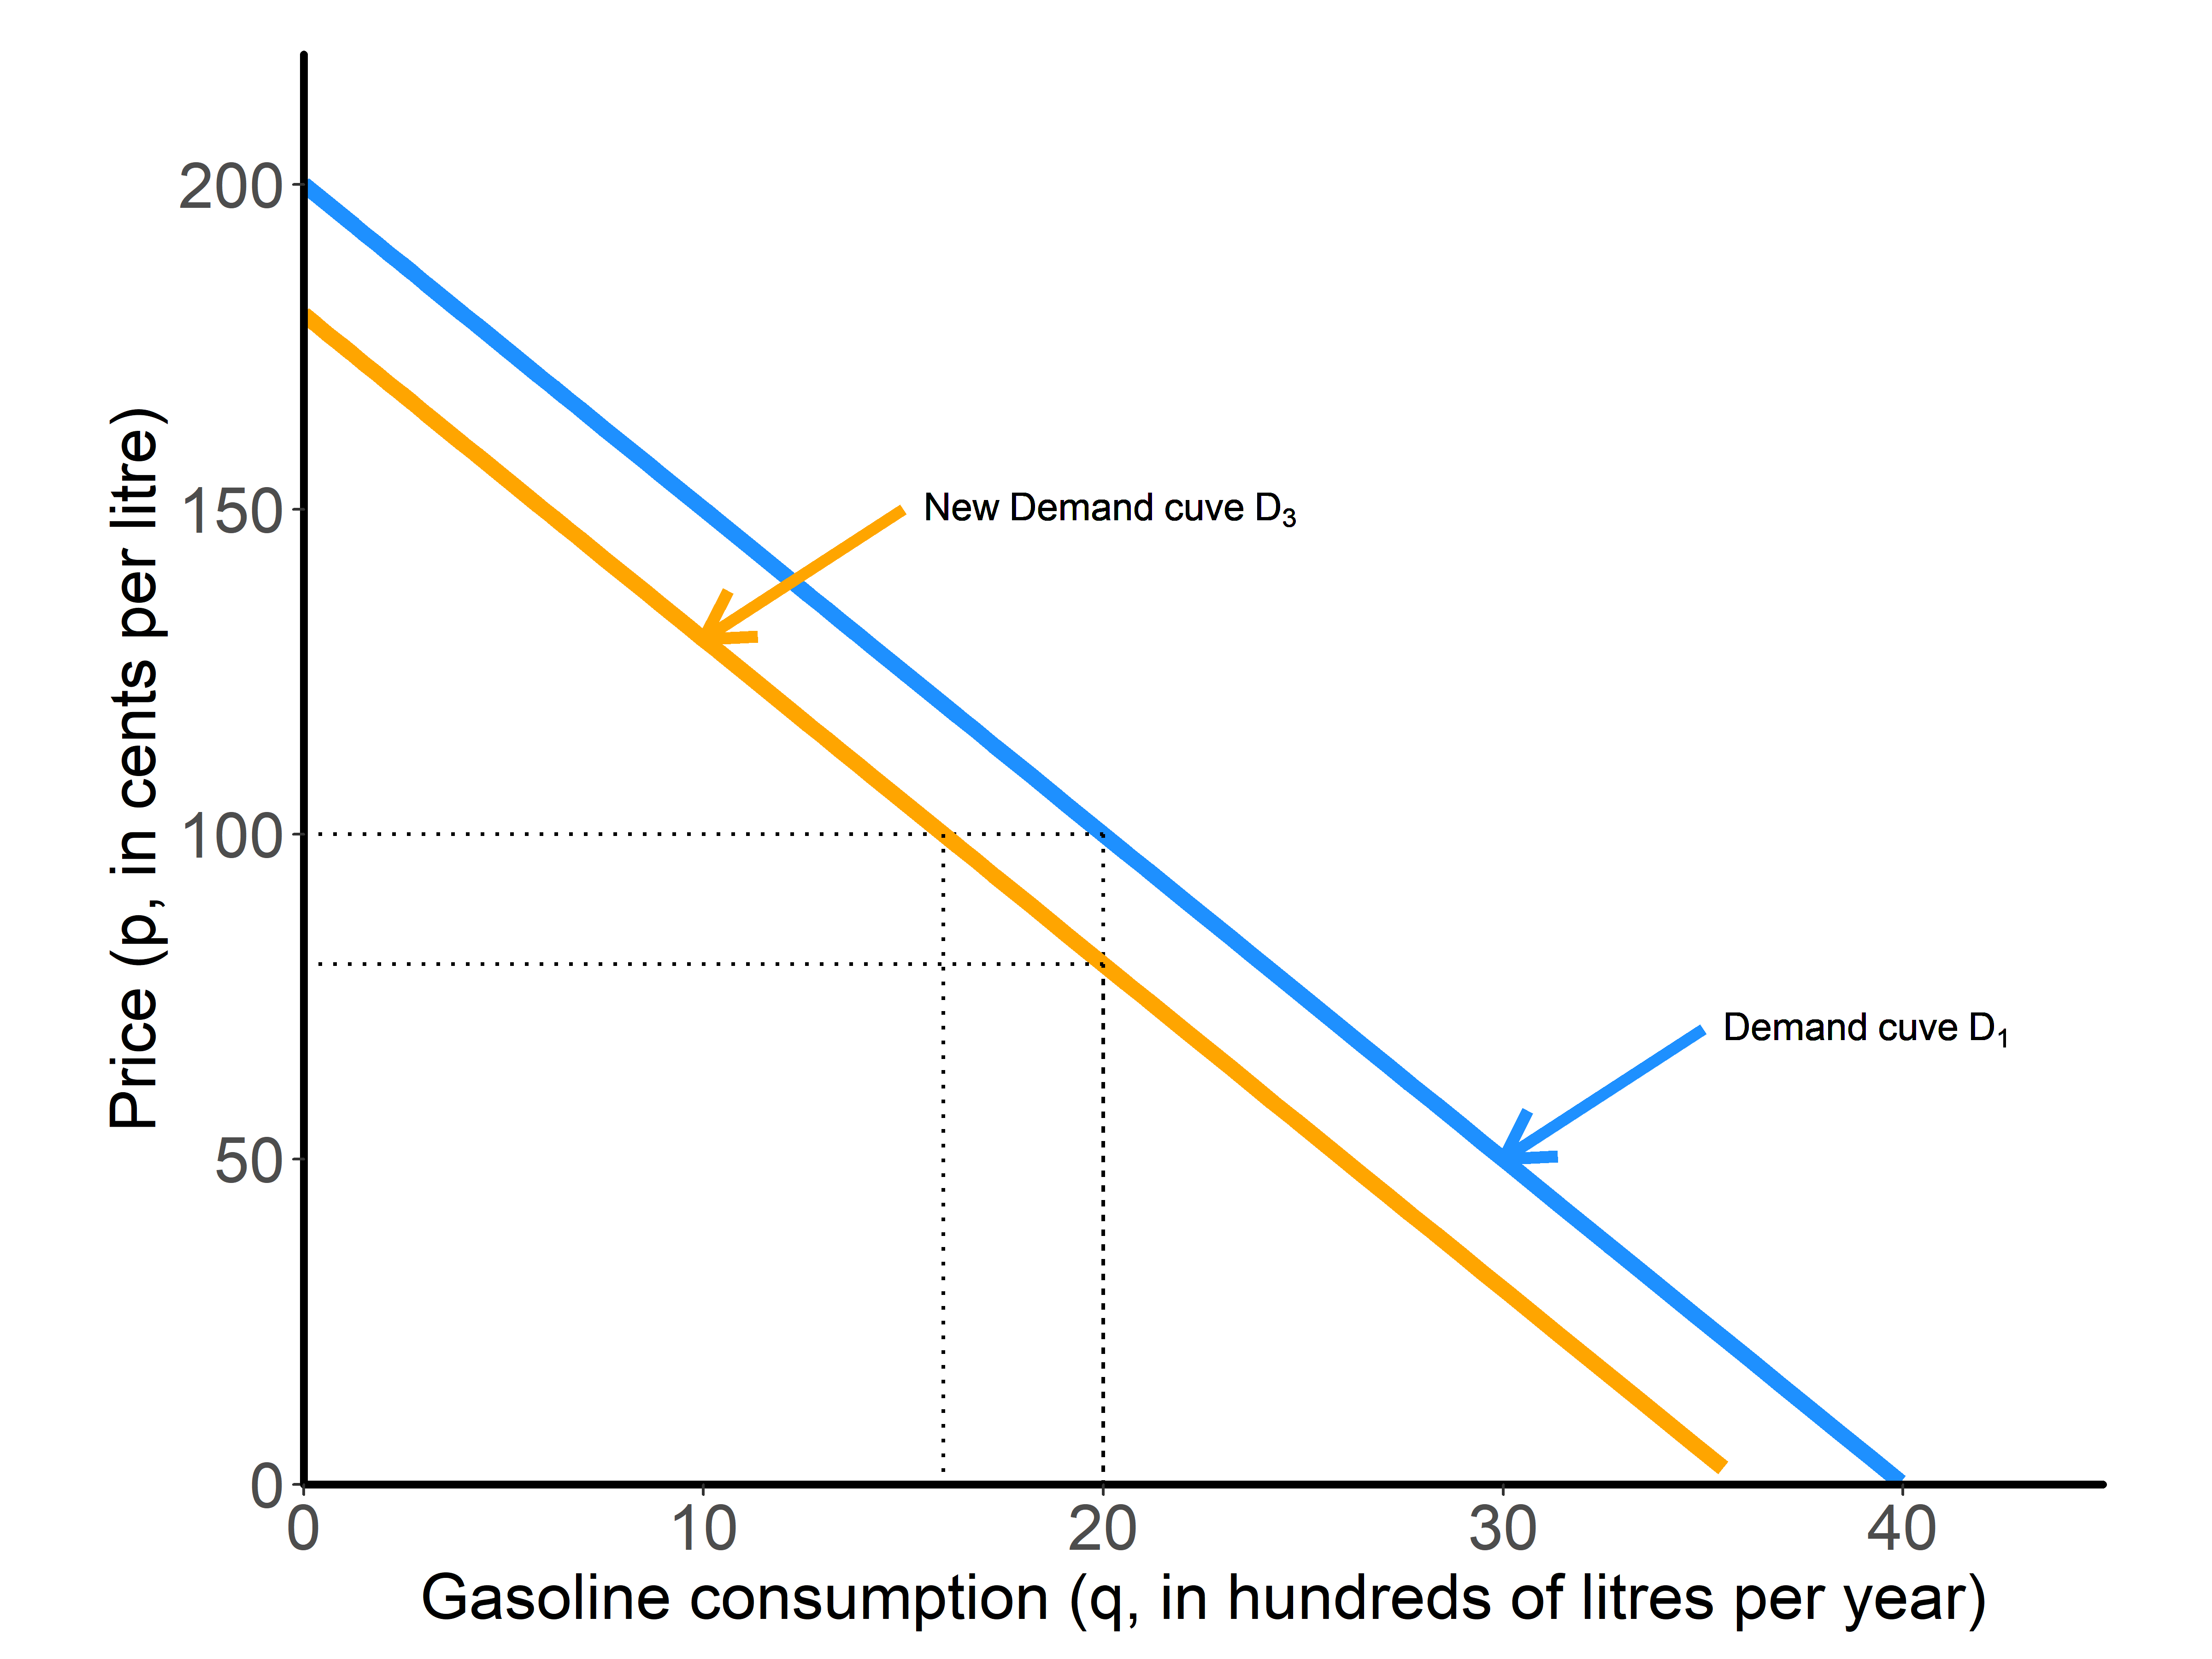 200
150
100
50
0
Price (p, in cents per litre)
New Demand cuve D₃
Demand cuve D₁
0 10 20 30 40
Gasoline consumption (q, in hundreds of litres per year)